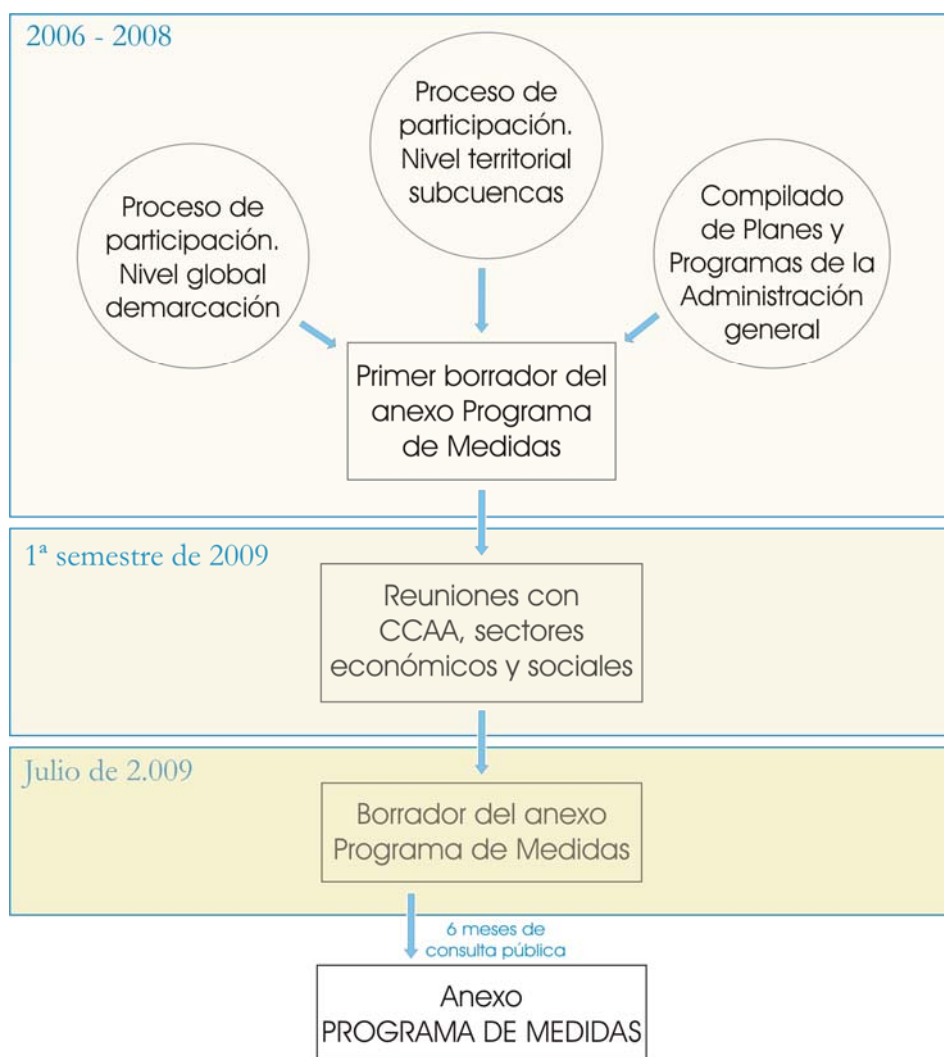 2006 - 2008
Proceso de
participación.
Nivel global
demarcación
Proceso de
participación.
Nivel territorial
subcuencas
Compilado
de Planes y
Programas de la
Administración
general
Primer borrador del
anexo Programa
de Medidas
1ª semestre de 2009
Reuniones con
CCAA, sectores
económicos y sociales
Julio de 2.009
Borrador del anexo
Programa de Medidas
6 meses de
consulta pública
Anexo
PROGRAMA DE MEDIDAS